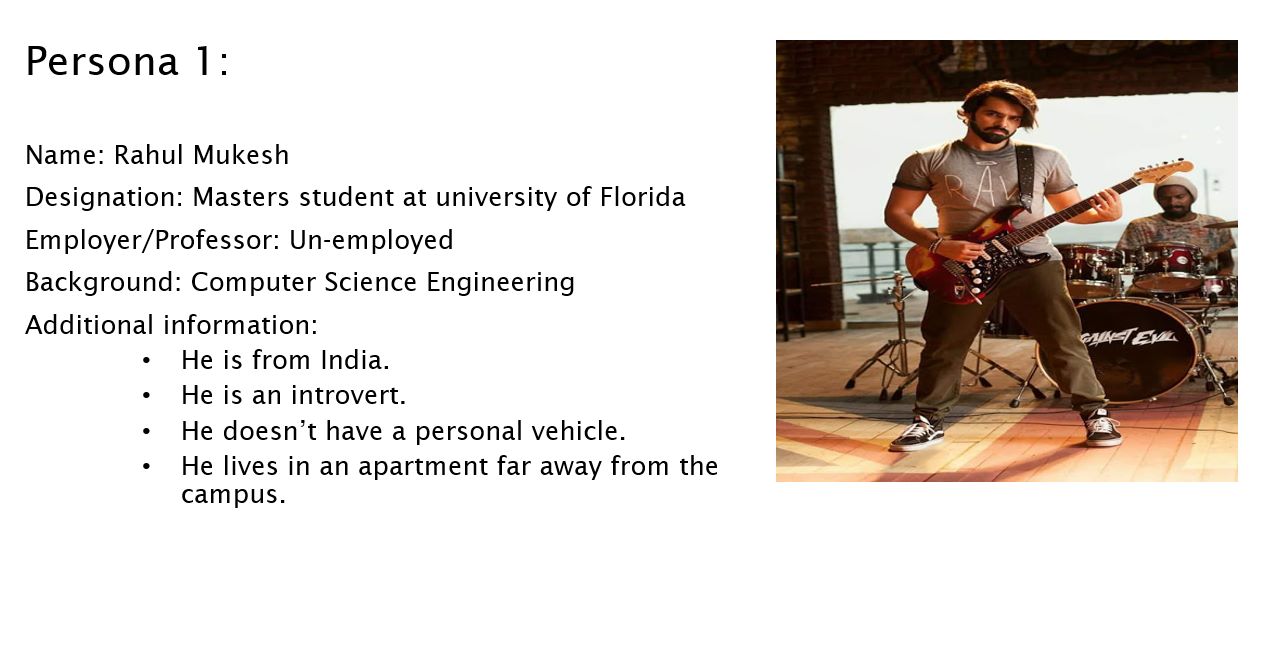 Persona 1:
Name: Rahul Mukesh
Designation: Masters student at university of Florida
Employer/Professor: Un-employed
Background: Computer Science Engineering
Additional information:
• He is from India.
• He is an introvert.
• He doesn’t have a personal vehicle.
• He lives in an apartment far away from the
campus.
RAW
AGAINST EVIL